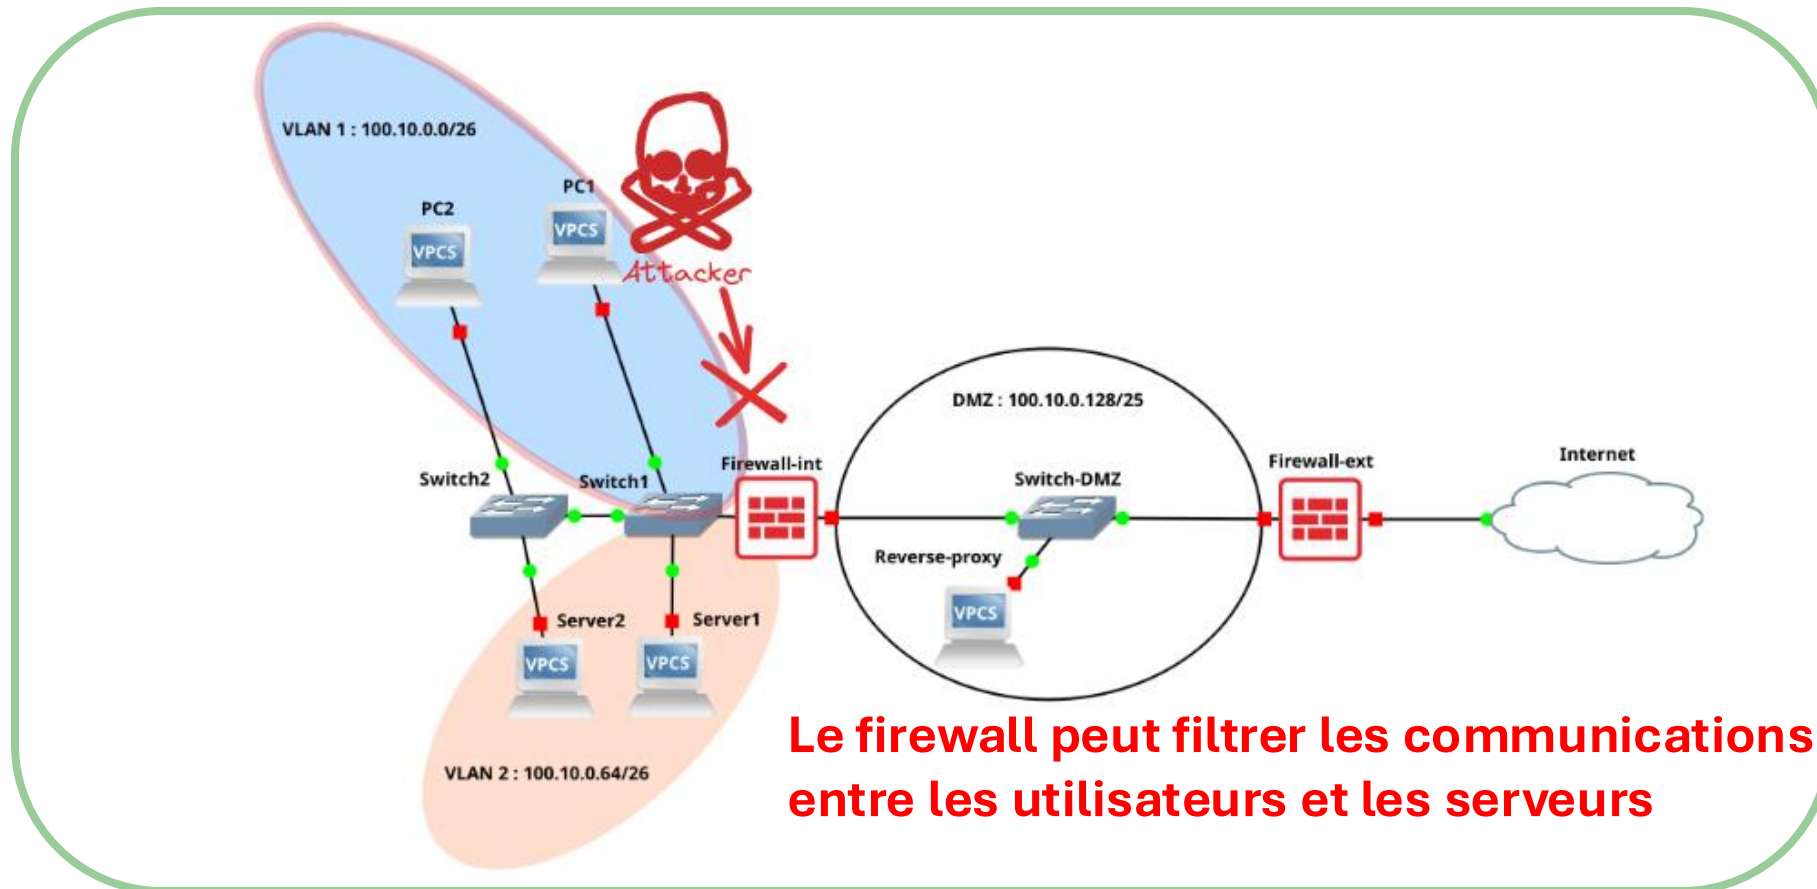 VLAN 1 : 100.10.0.0/26
PC1
PC2
VPCS
VPCS
Attacker
DMZ : 100.10.0.128/25
Switch2
Switch1
Firewall-int
Switch-DMZ
Firewall-ext
Internet
Reverse-proxy
VPCS
Server2
Server1
VPCS
VPCS
VLAN 2 : 100.10.0.64/26
Le firewall peut filtrer les communications
entre les utilisateurs et les serveurs